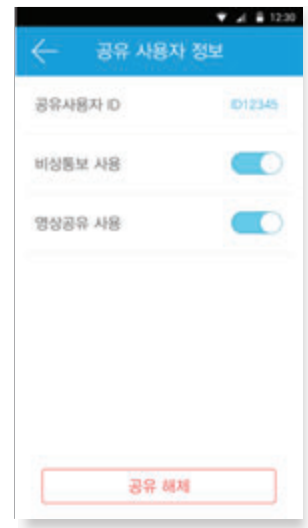 12:30
공유 사용자 정보
공유사용자 ID ID12345
비상통보 사용
영상공유 사용
공유 해제